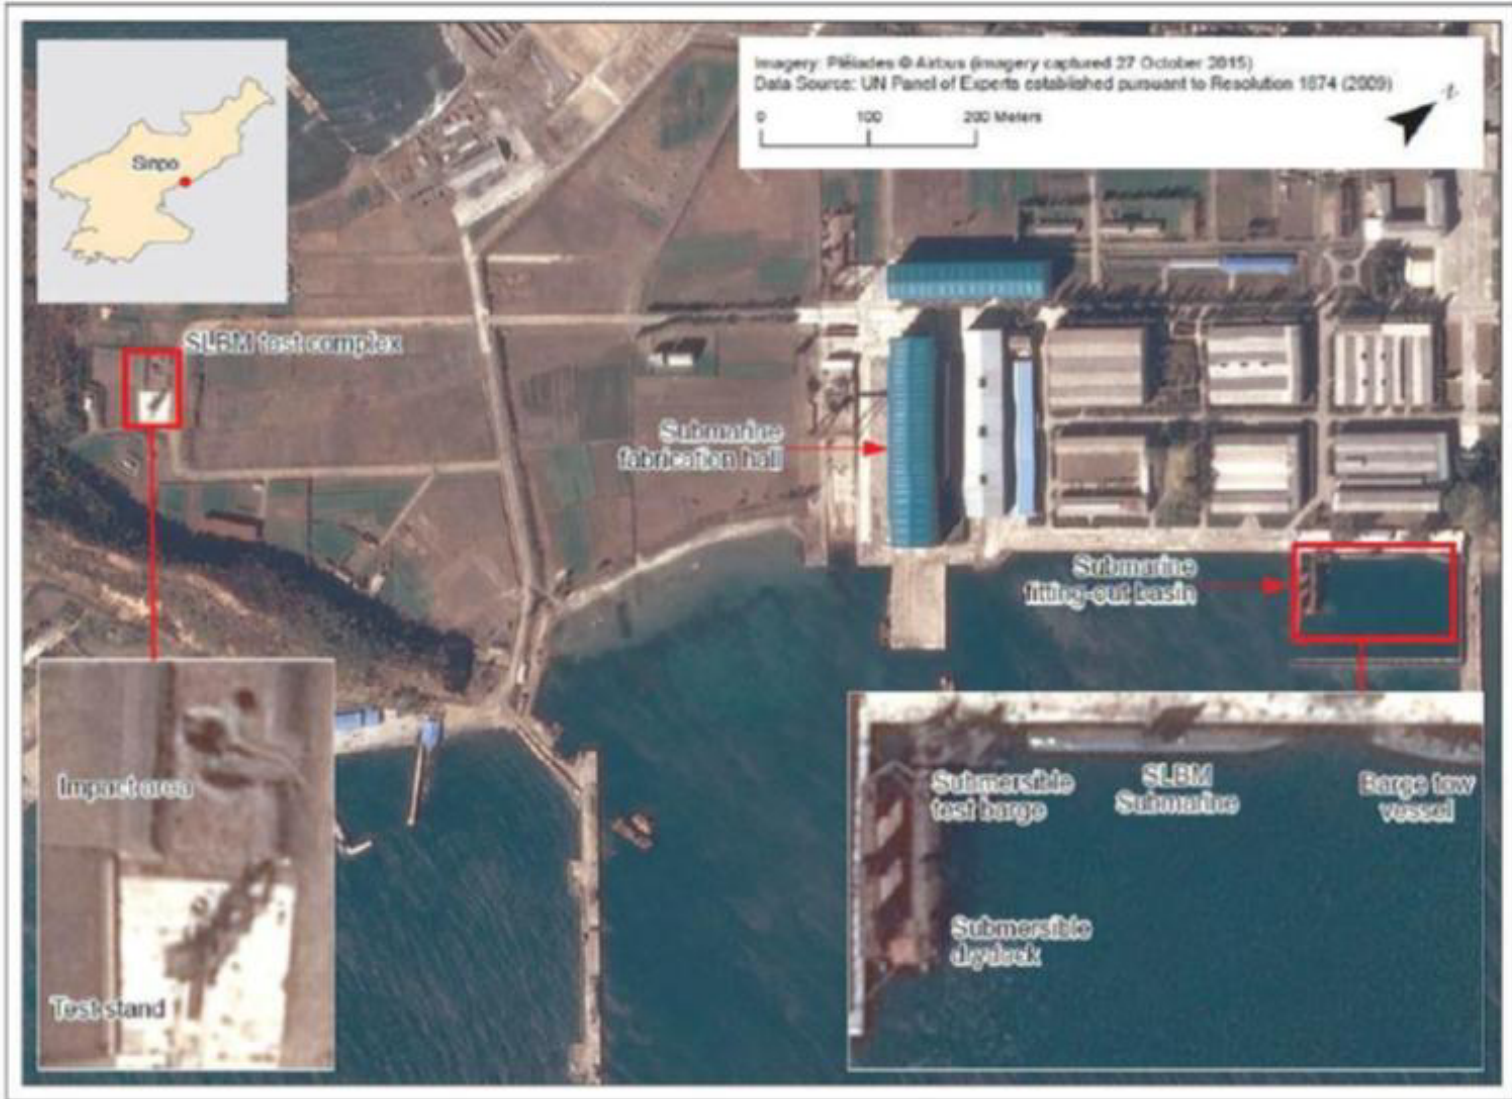 Imagery: Pléiades © Airbus (imagery captured 27 October 2015)
Data Source: UN Panel of Experts established pursuant to Resolution 1874 (2009)
0 100 200 Meters
N
Sinpo
SLBM test complex
Submarine
fabrication hall
Submarine
fitting-out basin
Impact area
Test stand
Submersible
test barge
SLBM
Submarine
Barge tow
vessel
Submersible
drydock